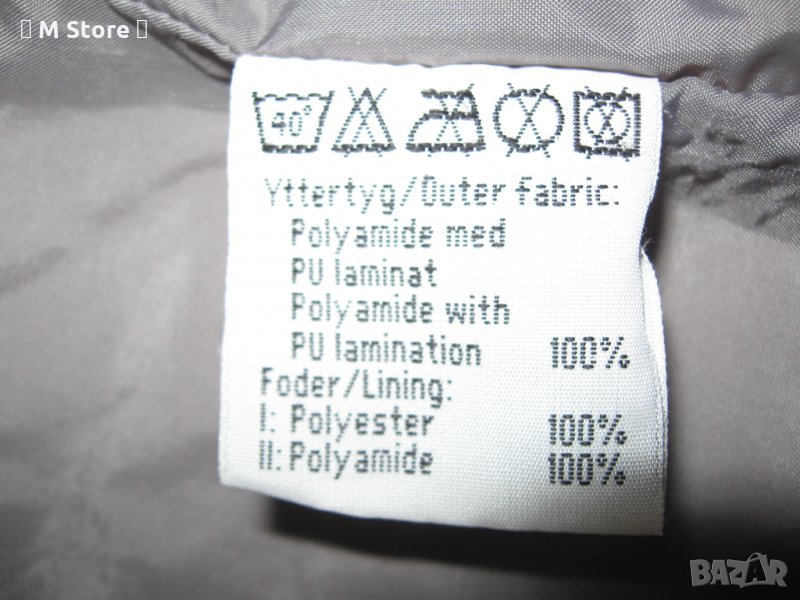 M Store
40°
Yttertyg/Outer fabric:
Polyamide med
PU laminat
Polyamide with
PU lamination 100%
Foder/Lining:
I: Polyester 100%
II: Polyamide 100%
BAZAR